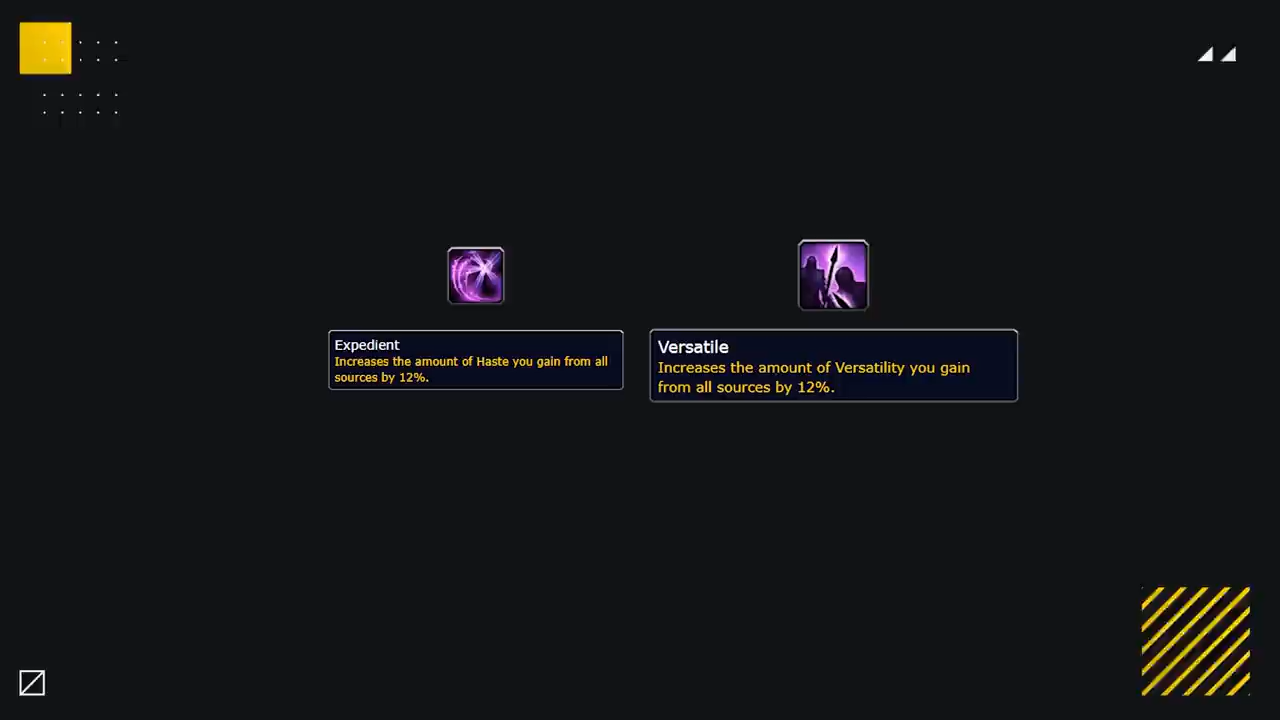 Expedient
Increases the amount of Haste you gain from all
sources by 12%.
Versatile
Increases the amount of Versatility you gain
from all sources by 12%.